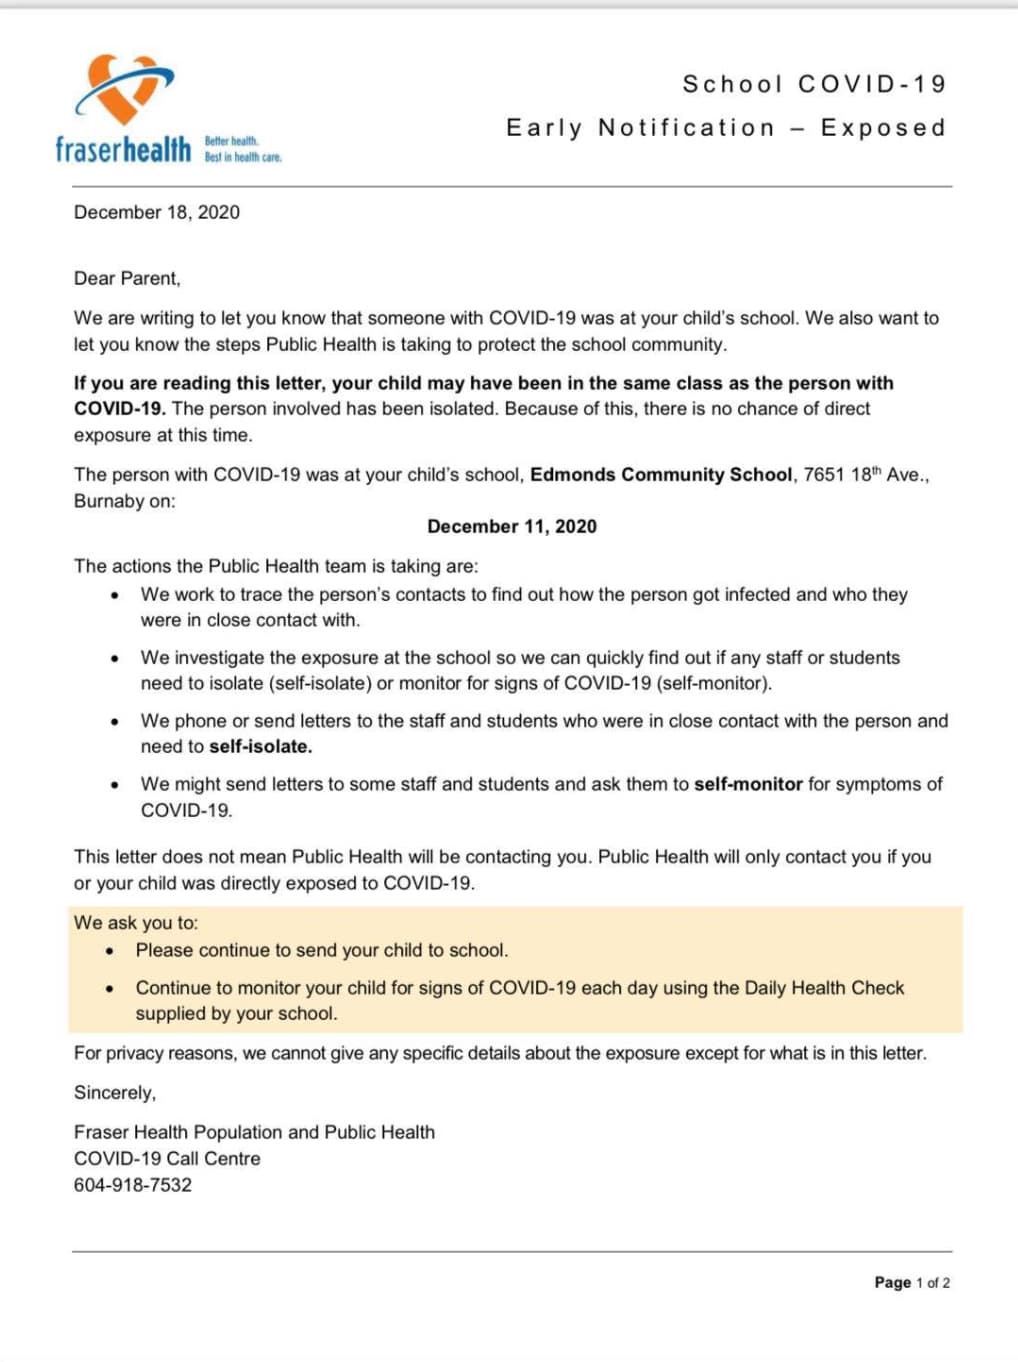 School COVID-19
Early Notification – Exposed
fraserhealth
Better health.
Best in health care.
December 18, 2020
Dear Parent,
We are writing to let you know that someone with COVID-19 was at your child's school. We also want to
let you know the steps Public Health is taking to protect the school community.
If you are reading this letter, your child may have been in the same class as the person with
COVID-19. The person involved has been isolated. Because of this, there is no chance of direct
exposure at this time.
The person with COVID-19 was at your child's school, Edmonds Community School, 7651 18th Ave.,
Burnaby on:
December 11, 2020
The actions the Public Health team is taking are:
• We work to trace the person's contacts to find out how the person got infected and who they
were in close contact with.
• We investigate the exposure at the school so we can quickly find out if any staff or students
need to isolate (self-isolate) or monitor for signs of COVID-19 (self-monitor).
• We phone or send letters to the staff and students who were in close contact with the person and
need to self-isolate.
• We might send letters to some staff and students and ask them to self-monitor for symptoms of
COVID-19.
This letter does not mean Public Health will be contacting you. Public Health will only contact you if you
or your child was directly exposed to COVID-19.
We ask you to:
• Please continue to send your child to school.
• Continue to monitor your child for signs of COVID-19 each day using the Daily Health Check
supplied by your school.
For privacy reasons, we cannot give any specific details about the exposure except for what is in this letter.
Sincerely,
Fraser Health Population and Public Health
COVID-19 Call Centre
604-918-7532
Page 1 of 2